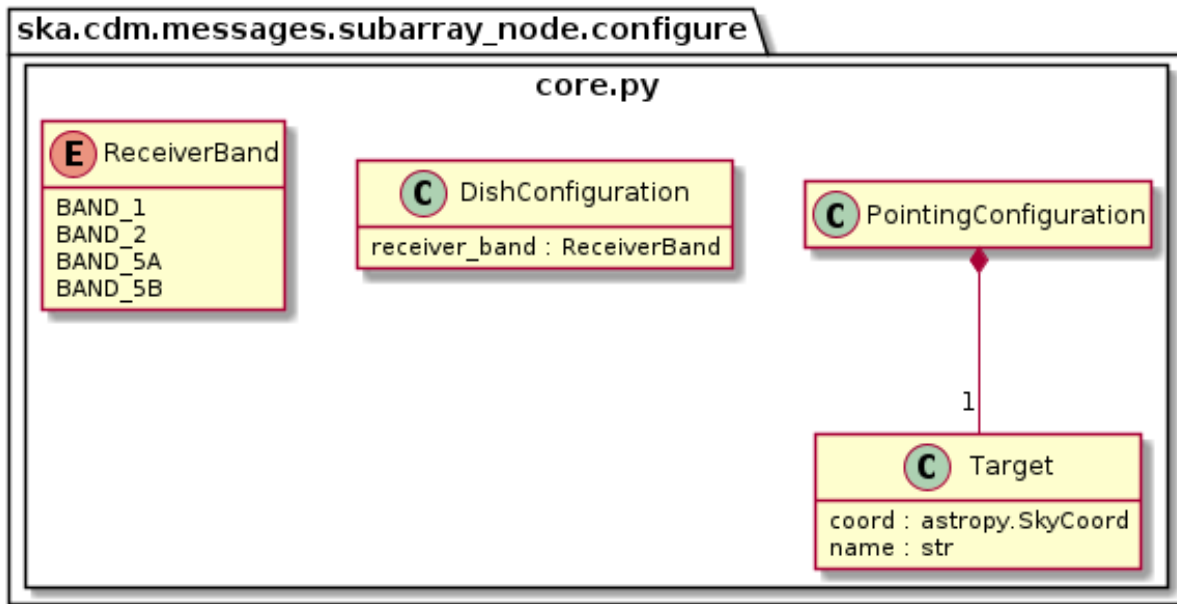 ska.cdm.messages.subarray_node.configure
core.py
E ReceiverBand
BAND_1
BAND_2
BAND_5A
BAND_5B
C DishConfiguration
receiver_band : ReceiverBand
C PointingConfiguration
1
C Target
coord : astropy.SkyCoord
name : str